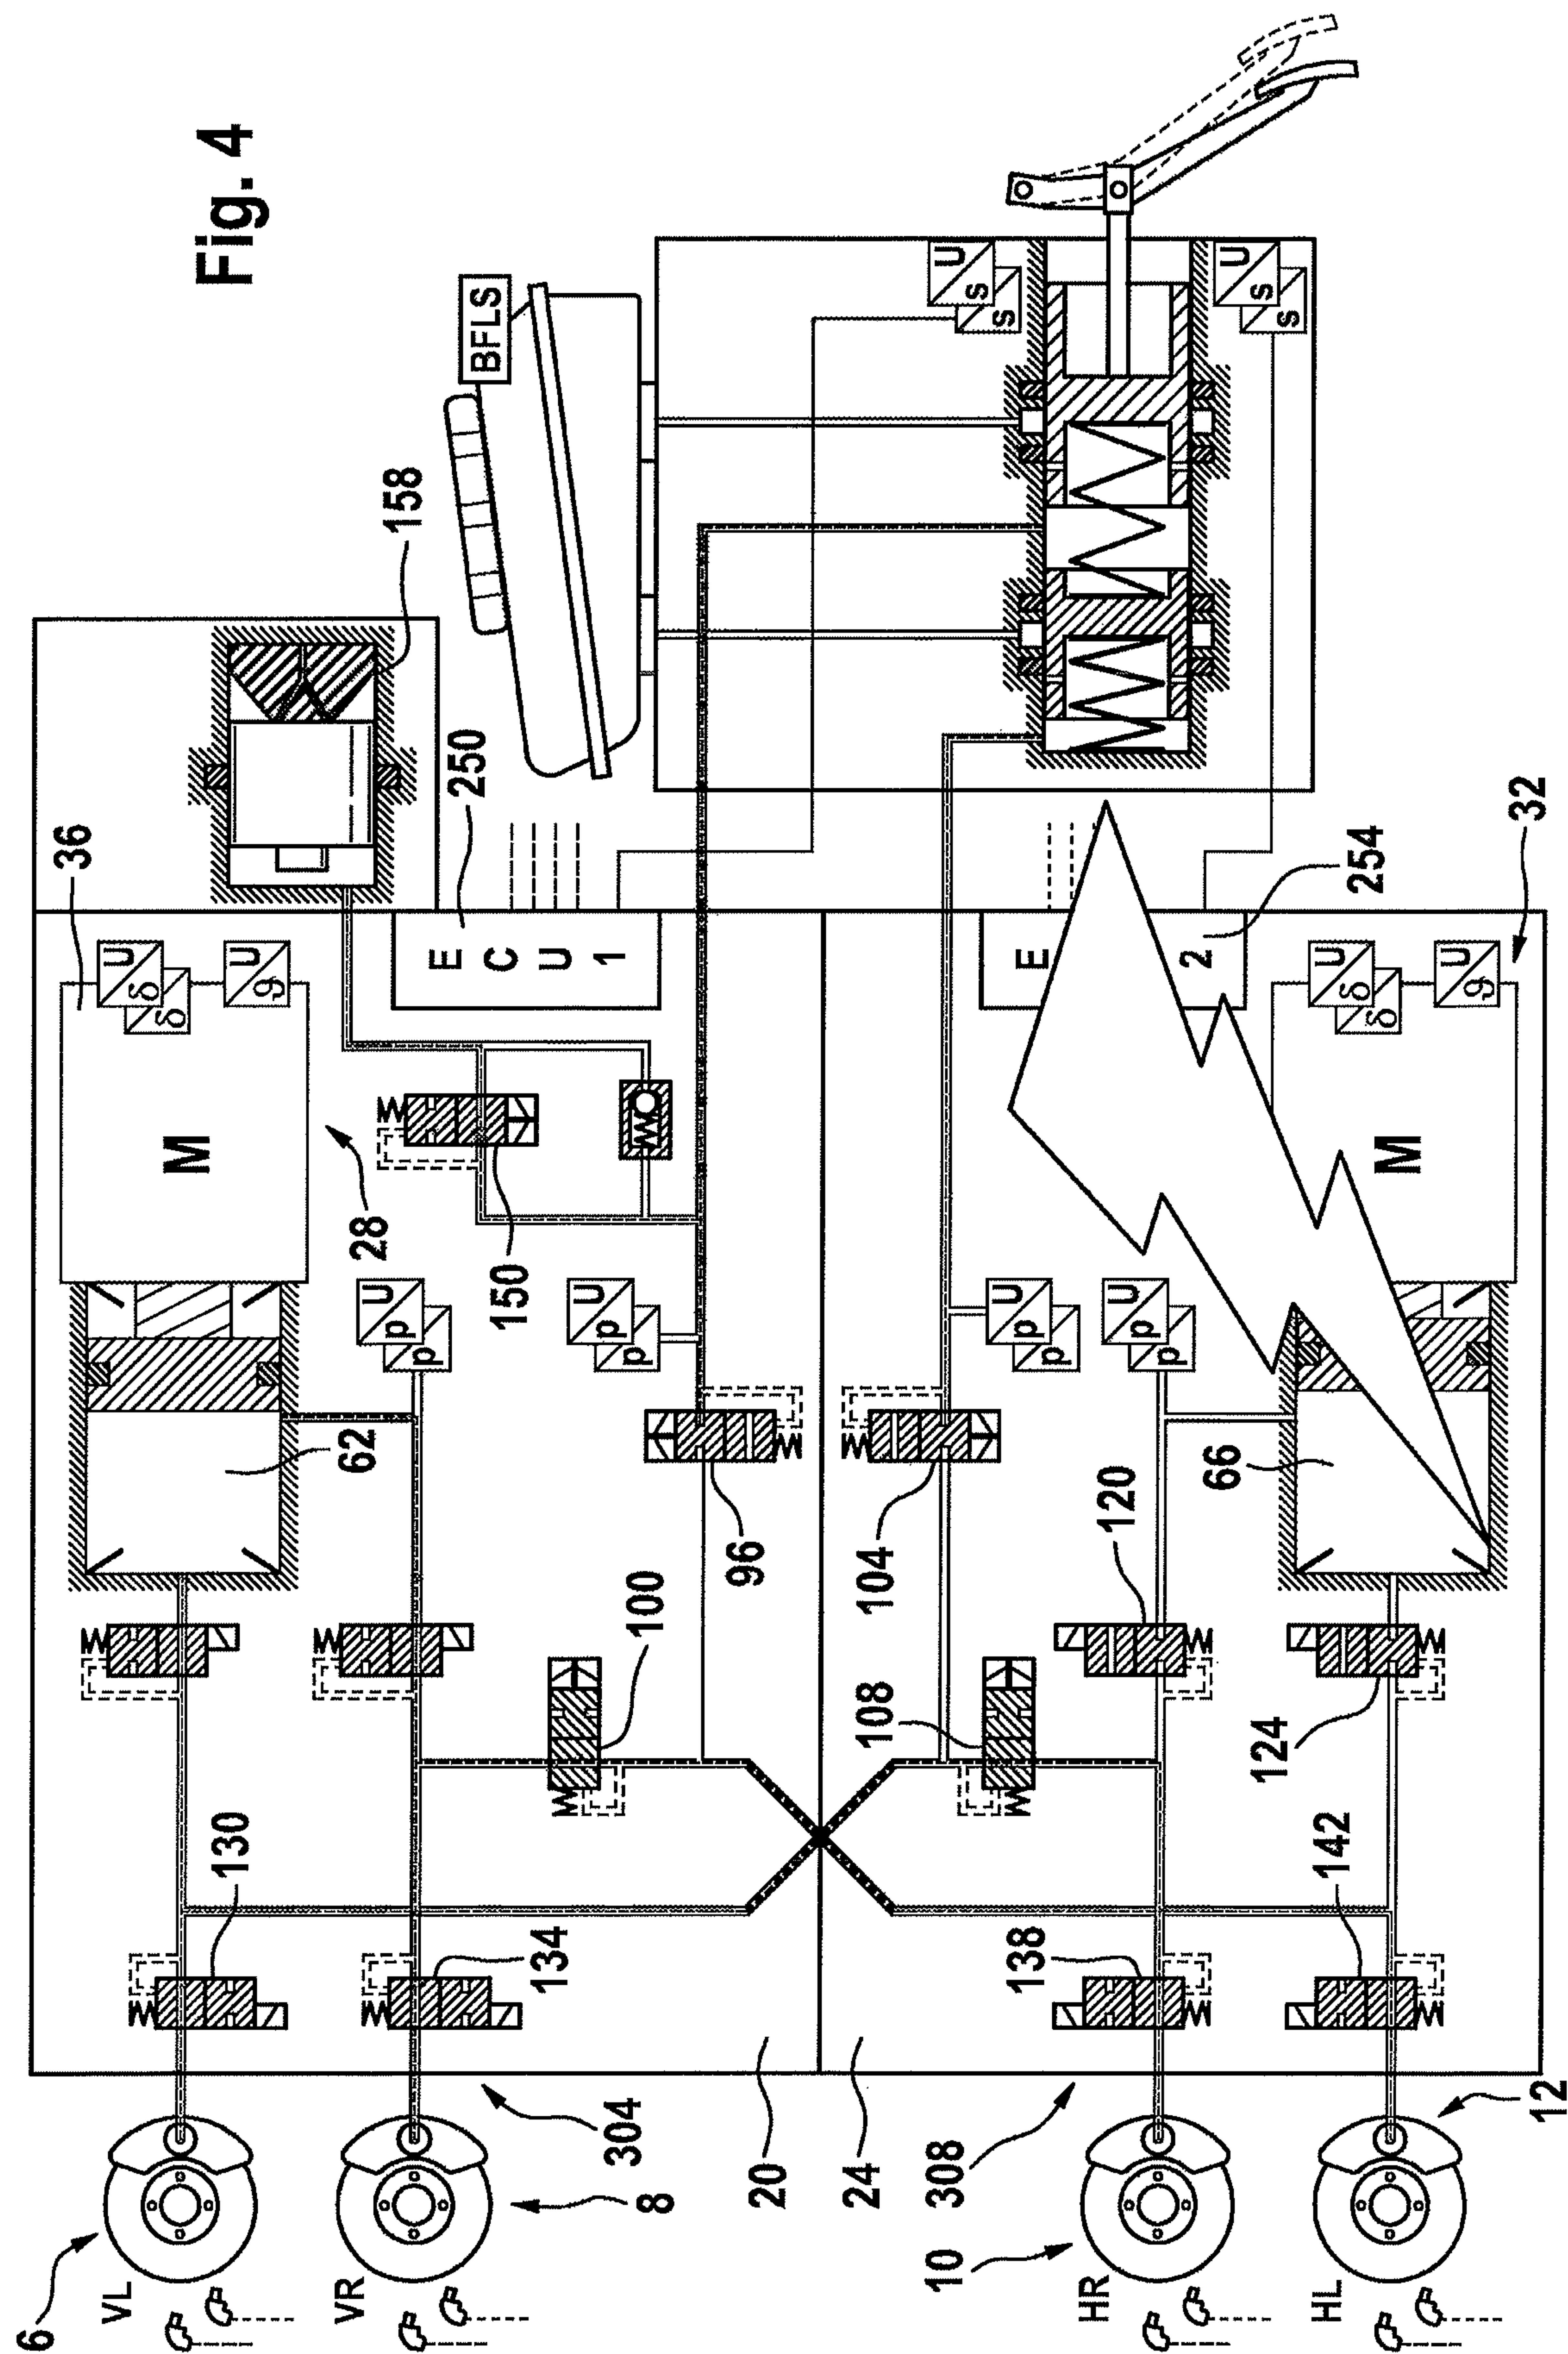 Fig. 4
BFLS
158
250
36
E C U 1
E 2
254
32
U
s
s
U
s
s
U
δ
δ
U
ϑ
M
28
150
U
p
p
U
p
p
U
p
p
U
p
p
U
δ
δ
U
ϑ
M
62
96
104
120
66
100
108
124
130
134
138
142
304
20
24
308
12
6
VL
VR
8
10
HR
HL